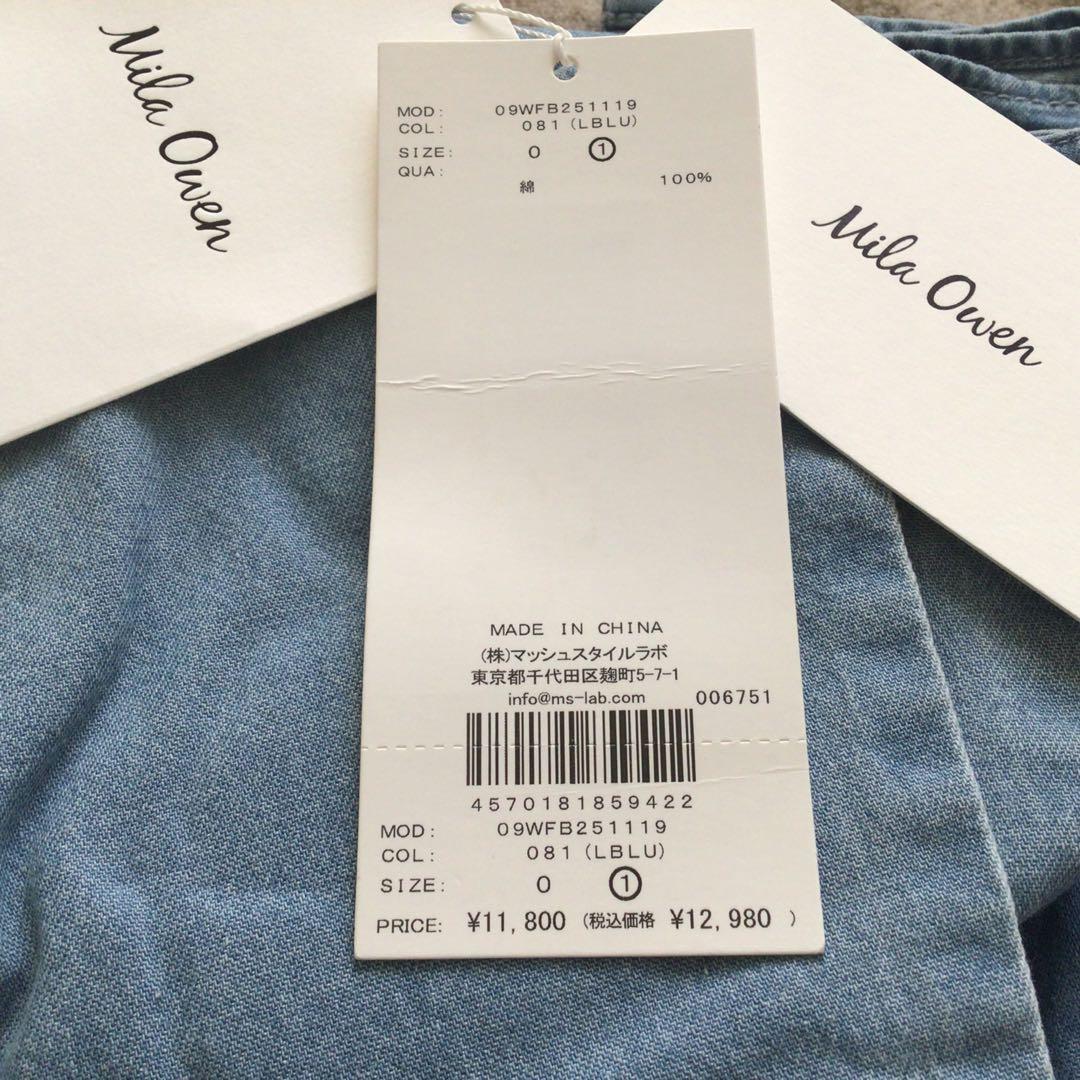 Mila Owen
Mila Owen
MOD: 09WFB251119
COL: 081(LBLU)
SIZE: 0 ①
QUA:
綿 100%
MADE IN CHINA
(株)マッシュスタイルラボ
東京都千代田区麹町5-7-1
info@ms-lab.com 006751
4570181859422
MOD: 09WFB251119
COL: 081(LBLU)
SIZE: 0 ①
PRICE: ¥11,800 (税込価格 ¥12,980 )